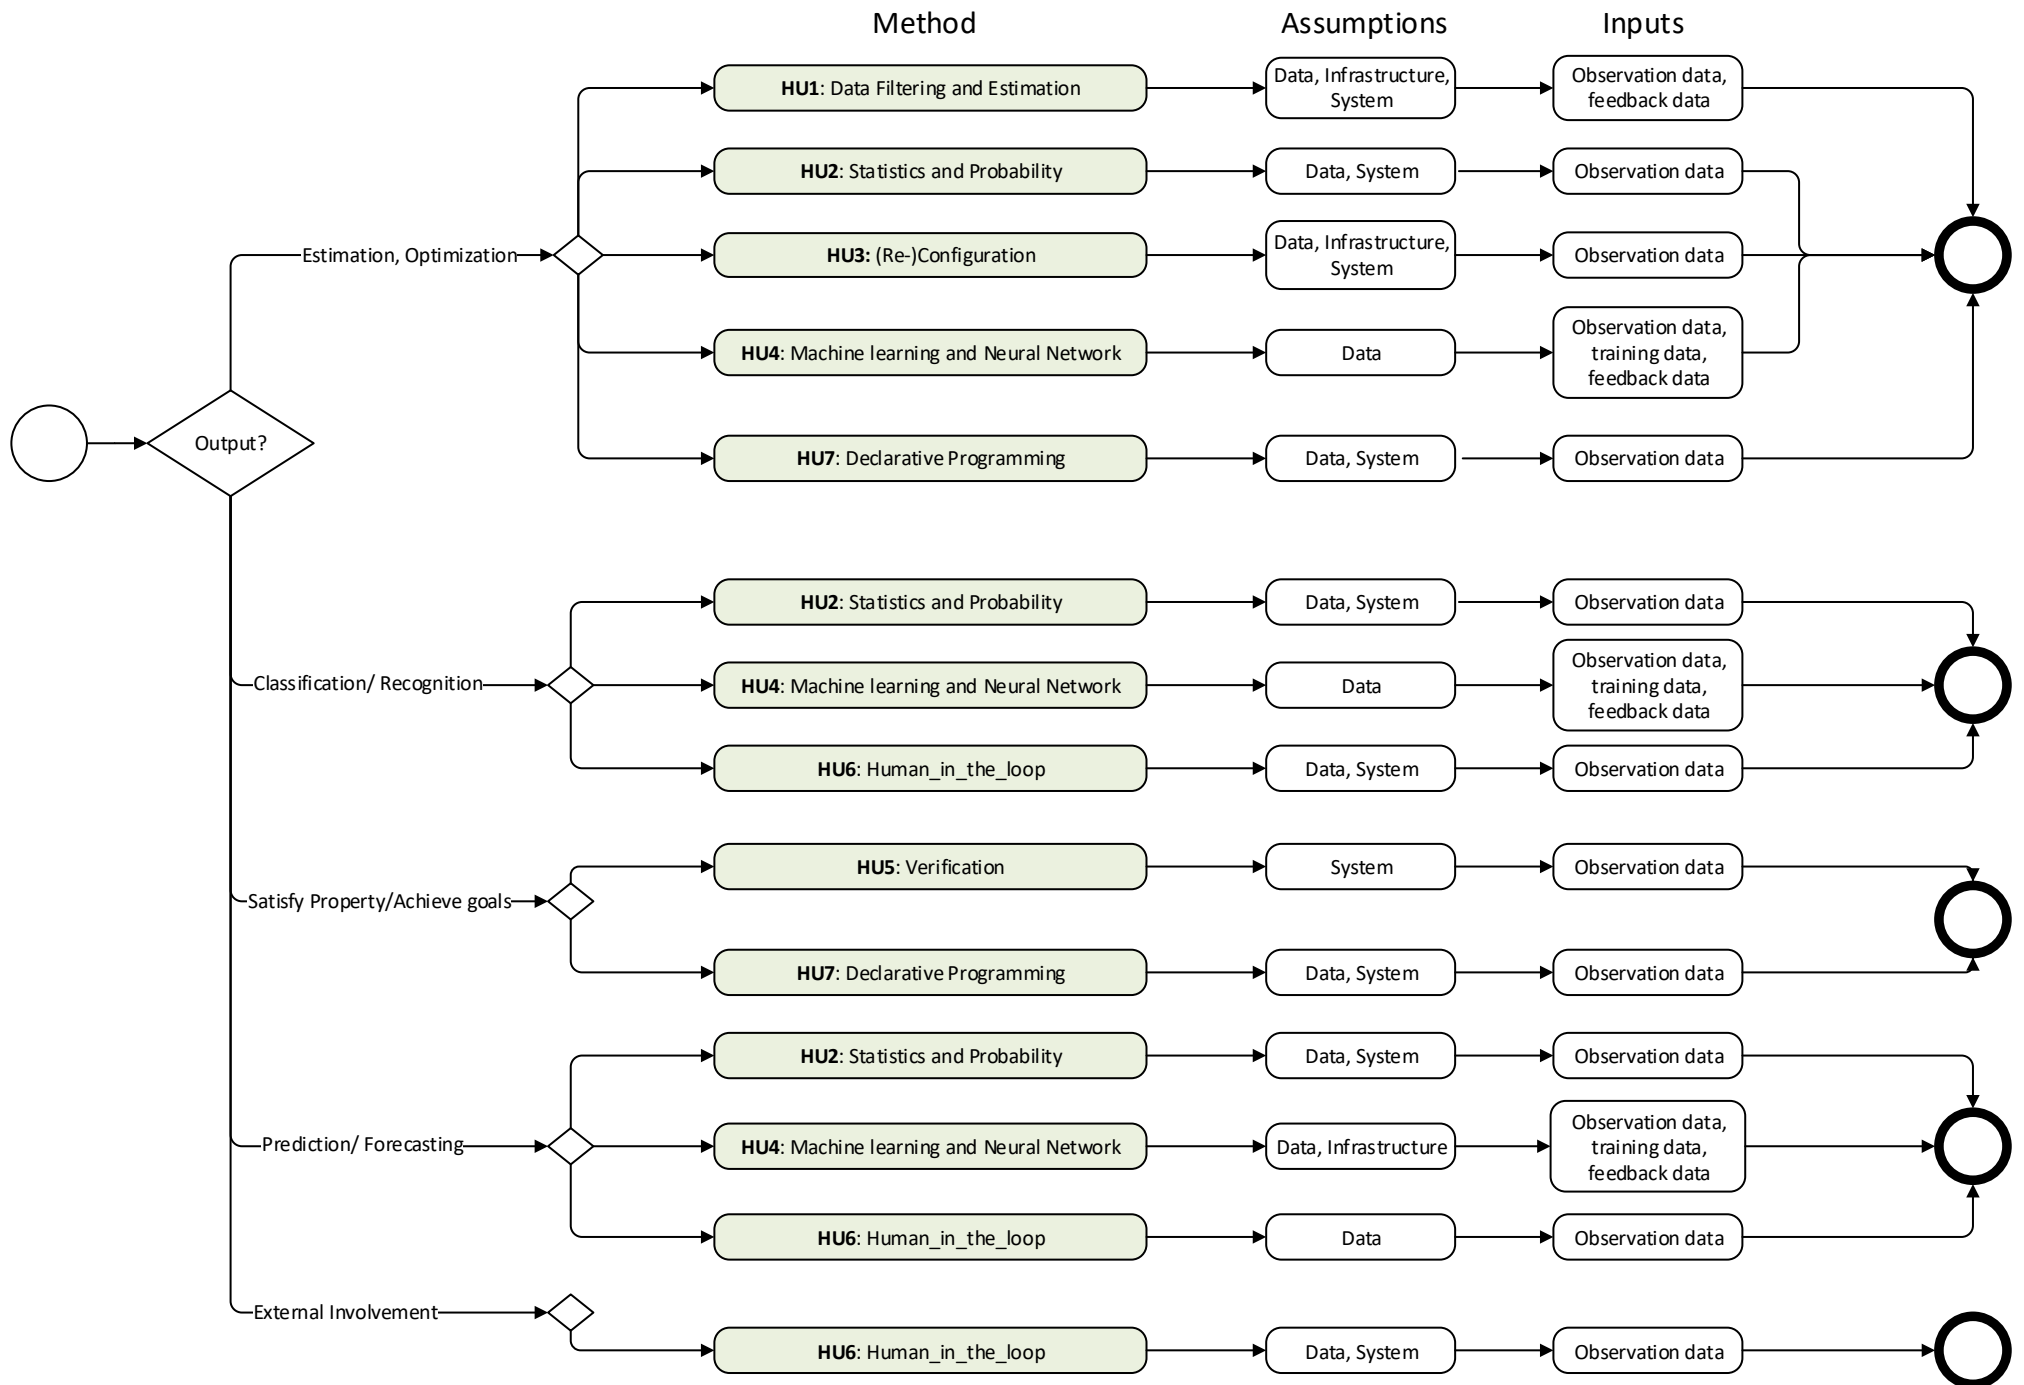 Method Assumptions Inputs
HU1: Data Filtering and Estimation
Data, Infrastructure,
System
Observation data,
feedback data
HU2: Statistics and Probability
Data, System
Observation data
Estimation, Optimization
HU3: (Re-)Configuration
Data, Infrastructure,
System
Observation data
HU4: Machine learning and Neural Network
Data
Observation data,
training data,
feedback data
Output?
HU7: Declarative Programming
Data, System
Observation data
HU2: Statistics and Probability
Data, System
Observation data
Classification/ Recognition
HU4: Machine learning and Neural Network
Data
Observation data,
training data,
feedback data
HU6: Human_in_the_loop
Data, System
Observation data
Satisfy Property/Achieve goals
HU5: Verification
System
Observation data
HU7: Declarative Programming
Data, System
Observation data
HU2: Statistics and Probability
Data, System
Observation data
Prediction/ Forecasting
HU4: Machine learning and Neural Network
Data, Infrastructure
Observation data,
training data,
feedback data
HU6: Human_in_the_loop
Data
Observation data
External Involvement
HU6: Human_in_the_loop
Data, System
Observation data